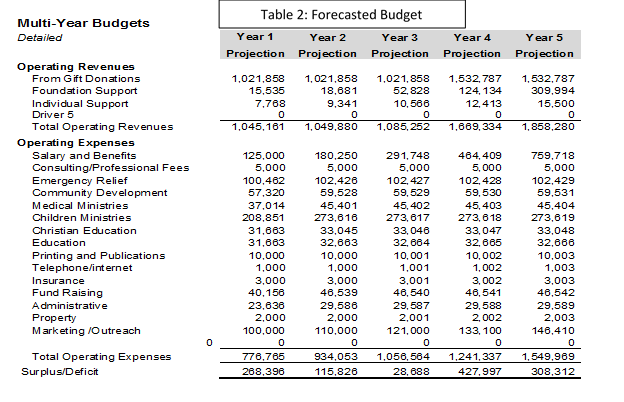 Table 2: Forecasted Budget
Multi-Year Budgets
Detailed Year 1 Year 2 Year 3 Year 4 Year 5
Projection Projection Projection Projection Projection
Operating Revenues
From Gift Donations 1,021,858 1,021,858 1,021,858 1,532,787 1,532,787
Foundation Support 15,535 18,681 52,828 124,134 309,994
Individual Support 7,768 9,341 10,566 12,413 15,500
Driver 5 0 0 0 0 0
Total Operating Revenues 1,045,161 1,049,880 1,085,252 1,669,334 1,858,280
Operating Expenses
Salary and Benefits 125,000 180,250 291,748 464,409 759,718
Consulting/Professional Fees 5,000 5,000 5,000 5,000 5,000
Emergency Relief 100,462 102,426 102,427 102,428 102,429
Community Development 57,320 59,528 59,529 59,530 59,531
Medical Ministries 37,014 45,401 45,402 45,403 45,404
Children Ministries 208,851 273,616 273,617 273,618 273,619
Christian Education 31,663 33,045 33,046 33,047 33,048
Education 31,663 32,663 32,664 32,665 32,666
Printing and Publications 10,000 10,000 10,001 10,002 10,003
Telephone/internet 1,000 1,000 1,001 1,002 1,003
Insurance 3,000 3,000 3,001 3,002 3,003
Fund Raising 40,156 46,539 46,540 46,541 46,542
Administrative 23,636 29,586 29,587 29,588 29,589
Property 2,000 2,000 2,001 2,002 2,003
Marketing /Outreach 100,000 110,000 121,000 133,100 146,410
0 0 0 0 0 0
Total Operating Expenses 776,765 934,053 1,056,564 1,241,337 1,549,969
Surplus/Deficit 268,396 115,826 28,688 427,997 308,312